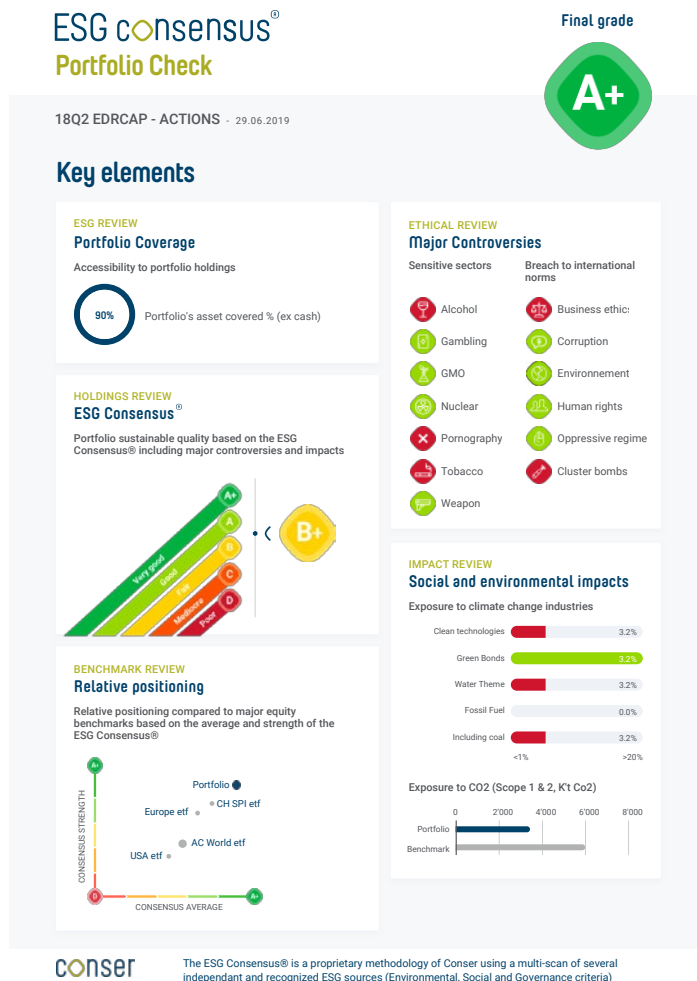 ESG consensus®
Portfolio Check
Final grade
A+
18Q2 EDRCAP - ACTIONS - 29.06.2019
Key elements
ESG REVIEW
Portfolio Coverage
Accessibility to portfolio holdings
90%
Portfolio's asset covered % (ex cash)
HOLDINGS REVIEW
ESG Consensus®
Portfolio sustainable quality based on the ESG
Consensus® including major controversies and impacts
A+
A
B
C
D
Very good
Good
Fair
Mediocre
Poor
B+
BENCHMARK REVIEW
Relative positioning
Relative positioning compared to major equity
benchmarks based on the average and strength of the
ESG Consensus®
A+
CONSENSUS STRENGTH
Portfolio
CH SPI etf
Europe etf
AC World etf
USA etf
D
A+
CONSENSUS AVERAGE
ETHICAL REVIEW
Major Controversies
Sensitive sectors
Breach to international
norms
Alcohol
Business ethic
Gambling
Corruption
GMO
Environnement
Nuclear
Human rights
Pornography
Oppressive regime
Tobacco
Cluster bombs
Weapon
IMPACT REVIEW
Social and environmental impacts
Exposure to climate change industries
Clean technologies 3.2%
Green Bonds 3.2%
Water Theme 3.2%
Fossil Fuel 0.0%
Including coal 3.2%
<1% >20%
Exposure to CO2 (Scope 1 & 2, K't Co2)
0 2'000 4'000 6'000 8'000
Portfolio
Benchmark
conser
The ESG Consensus® is a proprietary methodology of Conser using a multi-scan of several
independant and recognized ESG sources (Environmental, Social and Governance criteria)